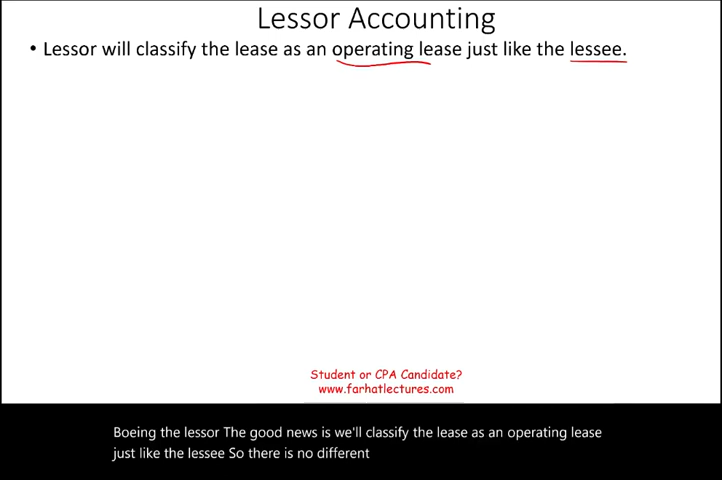 Lessor Accounting
• Lessor will classify the lease as an operating lease just like the lessee.
Student or CPA Candidate?
www.farhatlectures.com
Boeing the lessor The good news is we'll classify the lease as an operating lease
just like the lessee So there is no different